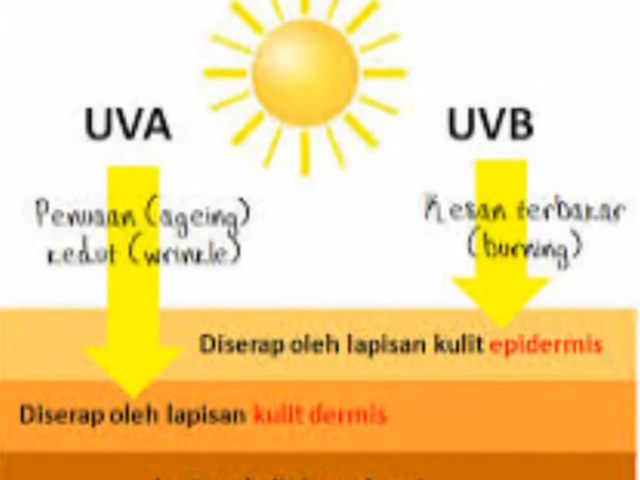 UVA
UVB
Penuaan (ageing)
kedut (wrinkle)
Kesan terbakar
(burning)
Diserap oleh lapisan kulit epidermis
Diserap oleh lapisan kulit dermis